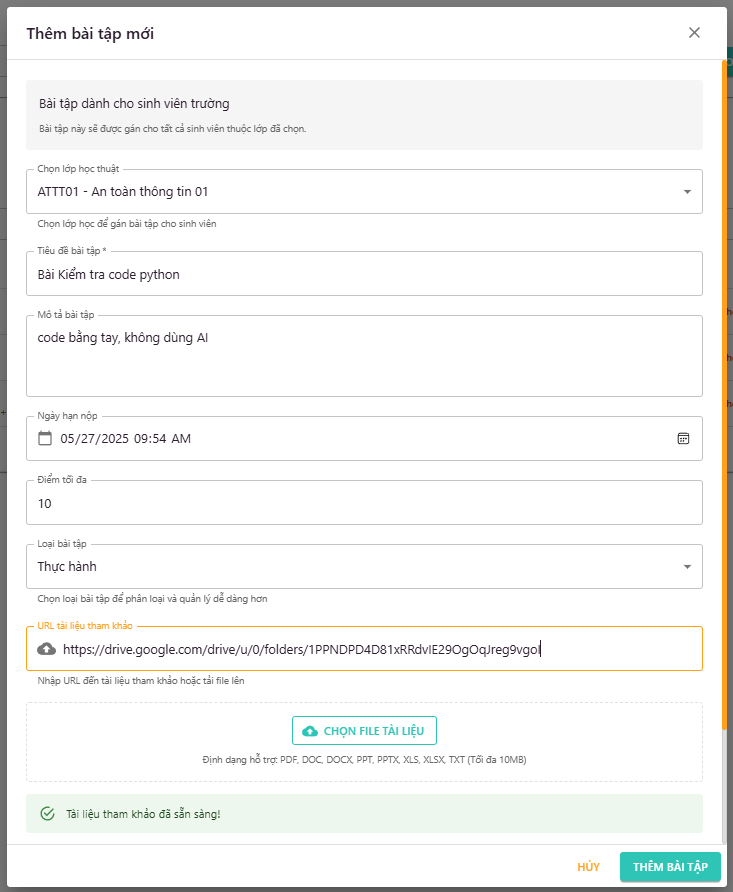 Thêm bài tập mới
Bài tập dành cho sinh viên trường
Bài tập này sẽ được gán cho tất cả sinh viên thuộc lớp đã chọn.
Chọn lớp học thuật
ATTT01 - An toàn thông tin 01
Chọn lớp học để gán bài tập cho sinh viên
Tiêu đề bài tập *
Bài Kiểm tra code python
Mô tả bài tập
code bằng tay, không dùng AI
Ngày hạn nộp
05/27/2025 09:54 AM
Điểm tối đa
10
Loại bài tập
Thực hành
Chọn loại bài tập để phân loại và quản lý dễ dàng hơn
URL tài liệu tham khảo
https://drive.google.com/drive/u/0/folders/1PPNDPD4D81xRRdvIE29OgOqJreg9vgol
Nhập URL đến tài liệu tham khảo hoặc tải file lên
CHỌN FILE TÀI LIỆU
Định dạng hỗ trợ: PDF, DOC, DOCX, PPT, PPTX, XLS, XLSX, TXT (Tối đa 10MB)
Tài liệu tham khảo đã sẵn sàng!
HỦY
THÊM BÀI TẬP